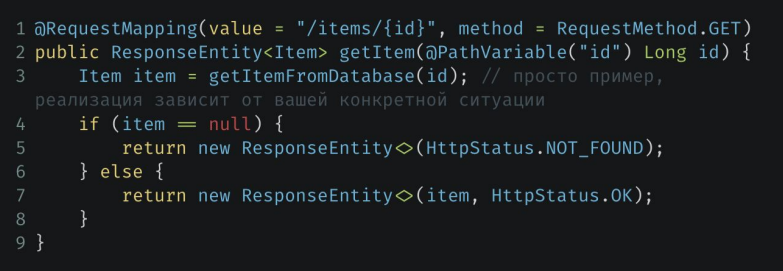 1 @RequestMapping(value = "/items/{id}", method = RequestMethod.GET)
2 public ResponseEntity<Item> getItem(@PathVariable("id") Long id) {
3     Item item = getItemFromDatabase(id); // просто пример,
реализация зависит от вашей конкретной ситуации
4     if (item == null) {
5         return new ResponseEntity<>(HttpStatus.NOT_FOUND);
6     } else {
7         return new ResponseEntity<>(item, HttpStatus.OK);
8     }
9 }